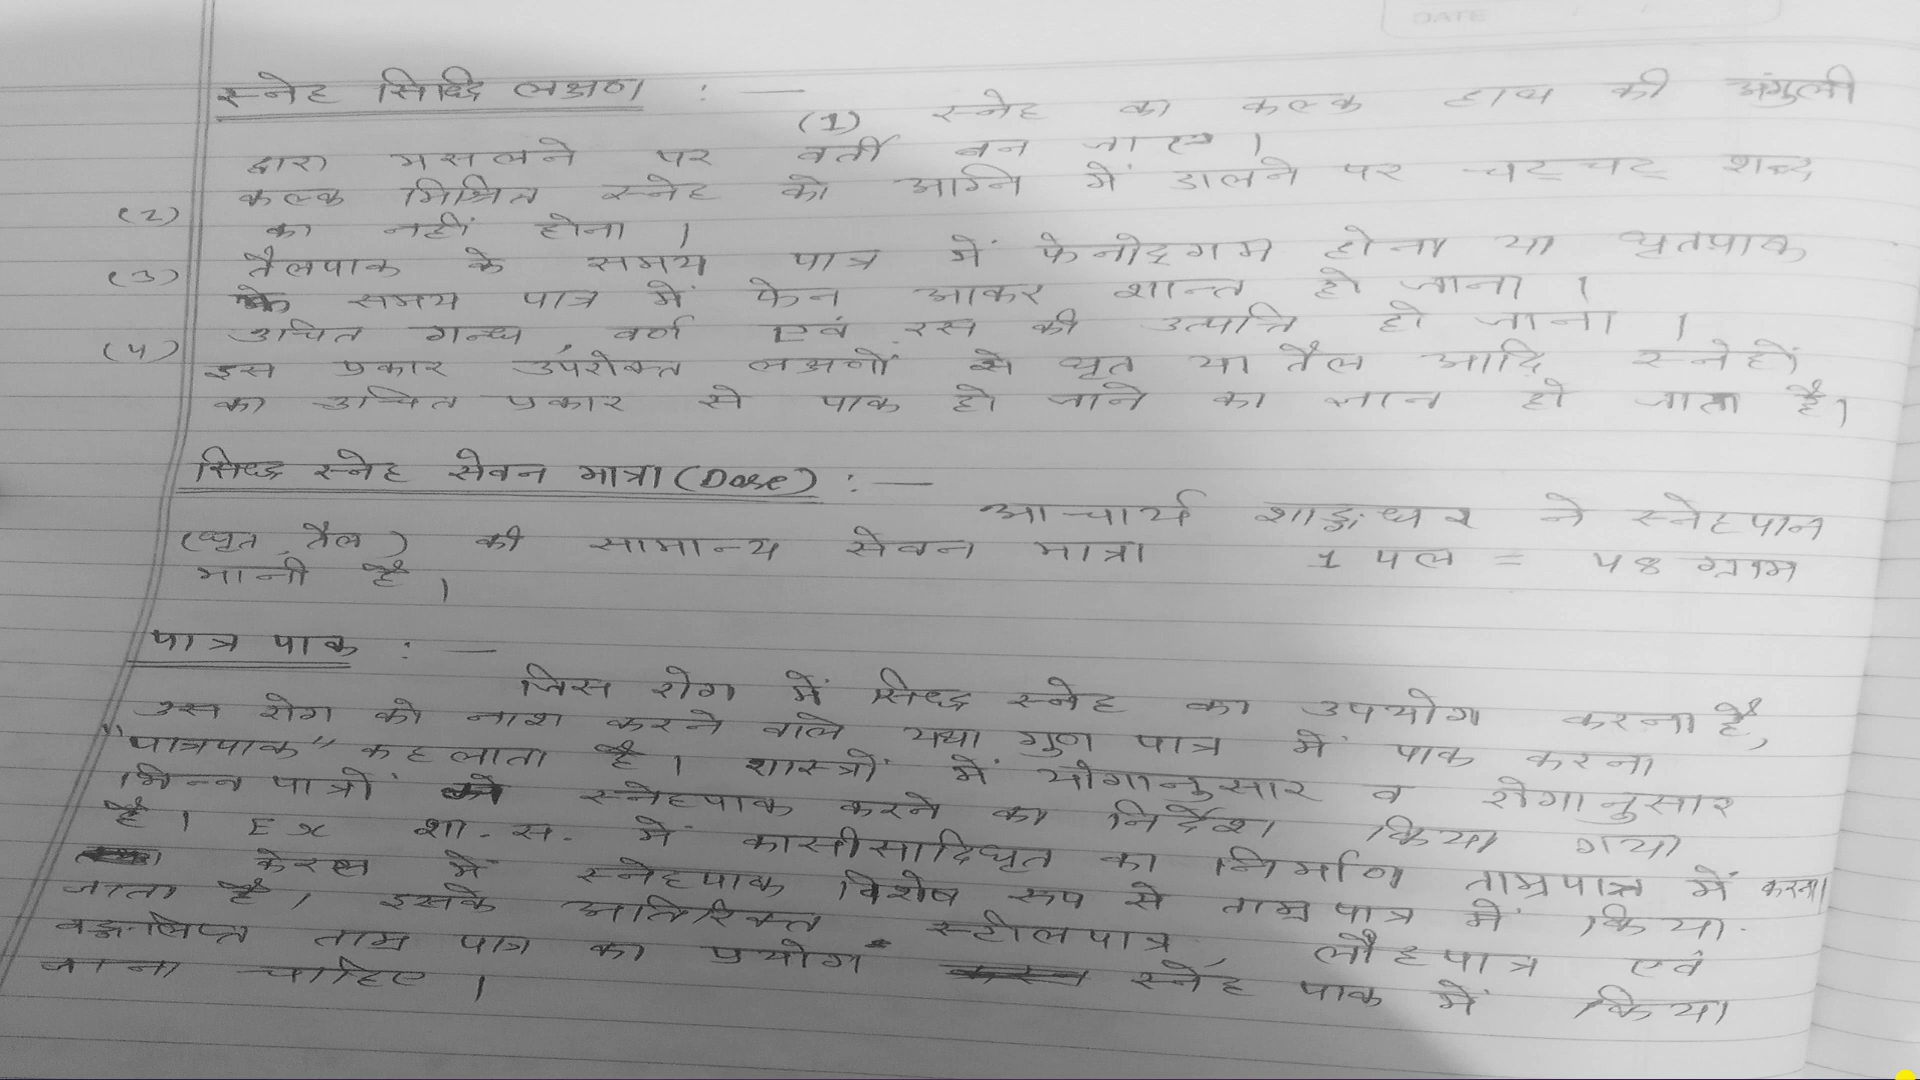 DATE
स्नेह सिद्धि लक्षण : —
(1) स्नेह का कल्क हाथ की अंगुली
द्वारा मसलने पर वर्ती बन जाए ।
(2) कल्क मिश्रित स्नेह को अग्नि में डालने पर चट्चट् शब्द
का नहीं होना ।
(3) तैलपाक के समय पात्र में फेनोद्गम होना या घृतपाक
के समय पात्र में फेन आकर शान्त हो जाना ।
(4) उचित गन्ध, वर्ण एवं रस की उत्पत्ति हो जाना ।
इस प्रकार उपरोक्त लक्षणों से घृत या तैल आदि स्नेहों
का उचित प्रकार से पाक हो जाने का ज्ञान हो जाता है।
सिद्ध स्नेह सेवन मात्रा (Dose) : —
आचार्य शार्ङ्गधर ने स्नेहपान
(घृत, तैल) की सामान्य सेवन मात्रा 1 पल = 48 ग्राम
मानी है ।
पात्र पाक : —
जिस रोग में सिद्ध स्नेह का उपयोग करना है,
उस रोग को नाश करने वाले यथा गुण पात्र में पाक करना
"पात्रपाक" कहलाता है । शास्त्रों में योगानुसार व रोगानुसार
भिन्न पात्रों स्नेहपाक करने का निर्देश किया गया
है । Ex शा. स. में कासीसादिघृत का निर्माण ताम्रपात्र में करना।
केरल में स्नेहपाक विशेष रूप से ताम्र पात्र में किया
जाता है, इसके अतिरिक्त स्टीलपात्र, लौहपात्र एवं
वङ्गलिप्त ताम्र पात्र का प्रयोग स्नेह पाक में किया
जाना चाहिए ।